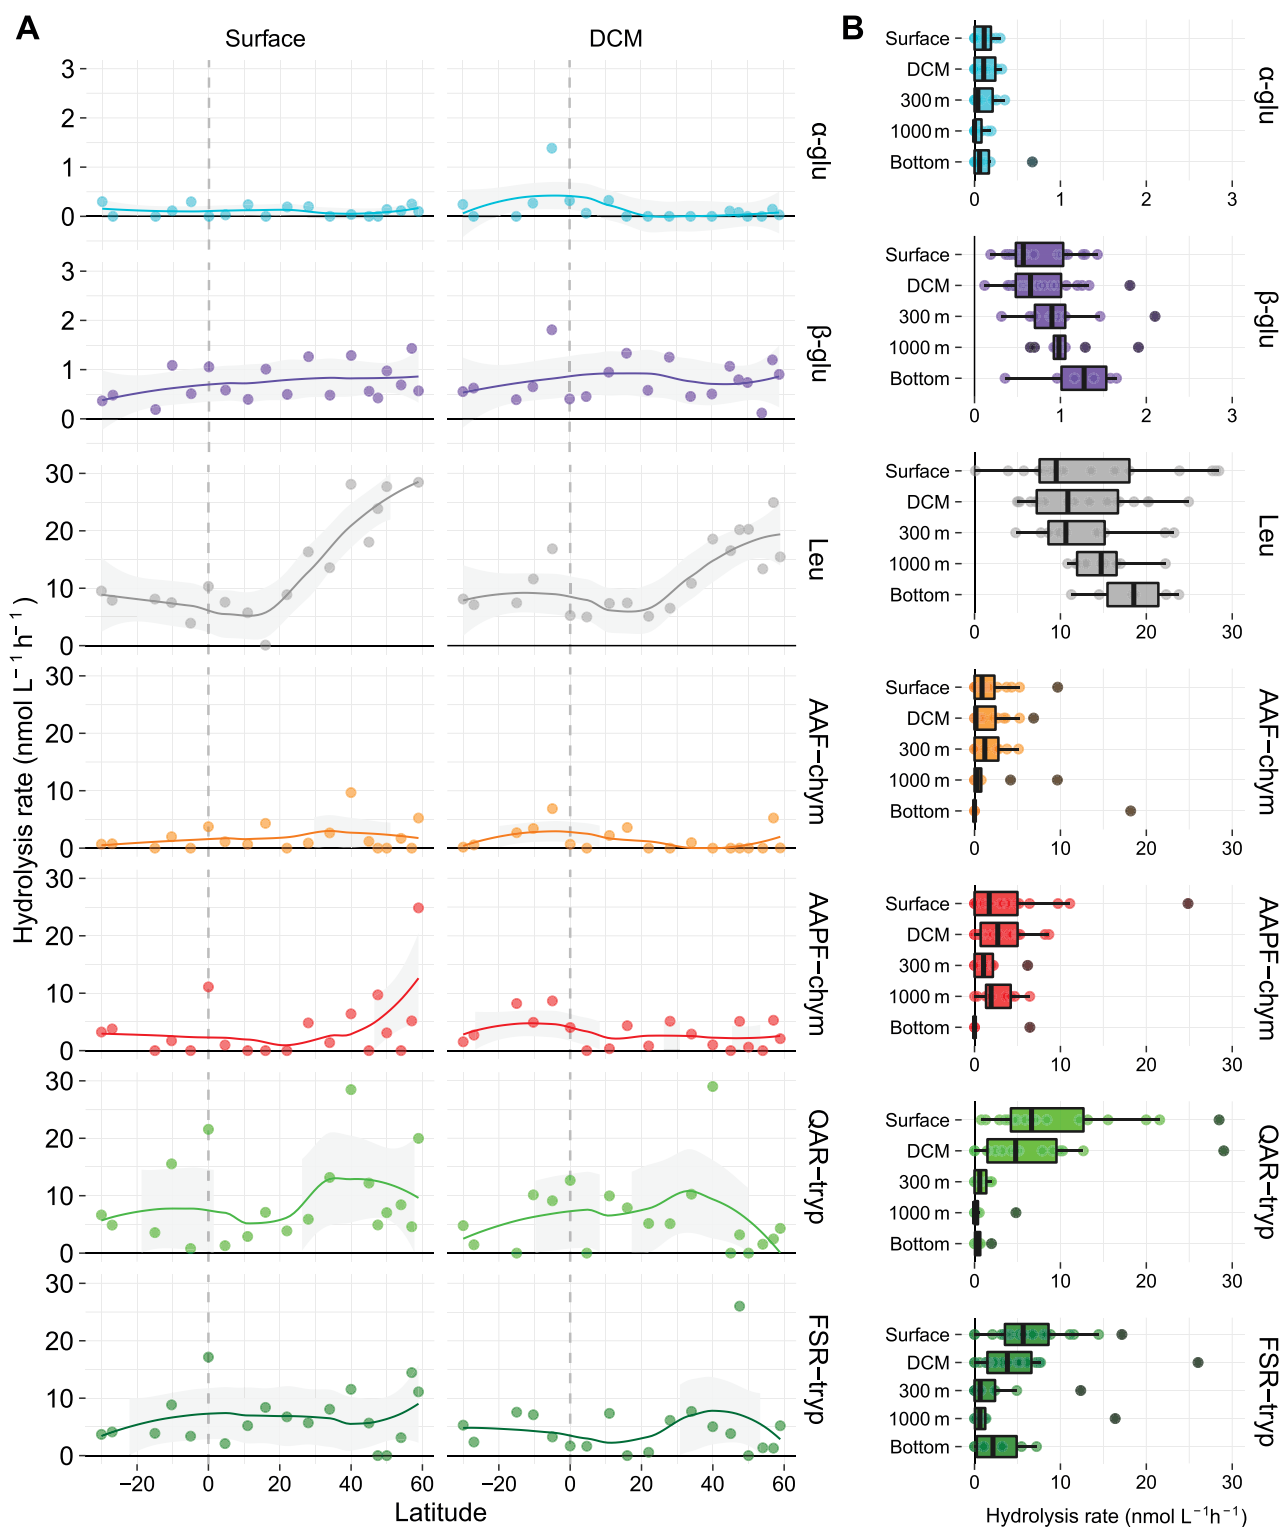 A
B
Surface
DCM
3
2
1
0
α-glu
3
2
1
0
β-glu
30
20
10
0
Leu
30
20
10
0
AAF−chym
30
20
10
0
AAPF−chym
30
20
10
0
QAR−tryp
30
20
10
0
FSR−tryp
−20 0 20 40 60
−20 0 20 40 60
Latitude
Hydrolysis rate (nmol L⁻¹ h⁻¹)
Surface
DCM
300 m
1000 m
Bottom
0 1 2 3
α-glu
Surface
DCM
300 m
1000 m
Bottom
0 1 2 3
β-glu
Surface
DCM
300 m
1000 m
Bottom
0 10 20 30
Leu
Surface
DCM
300 m
1000 m
Bottom
0 10 20 30
AAF−chym
Surface
DCM
300 m
1000 m
Bottom
0 10 20 30
AAPF−chym
Surface
DCM
300 m
1000 m
Bottom
0 10 20 30
QAR−tryp
Surface
DCM
300 m
1000 m
Bottom
0 10 20 30
FSR−tryp
Hydrolysis rate (nmol L⁻¹h⁻¹)